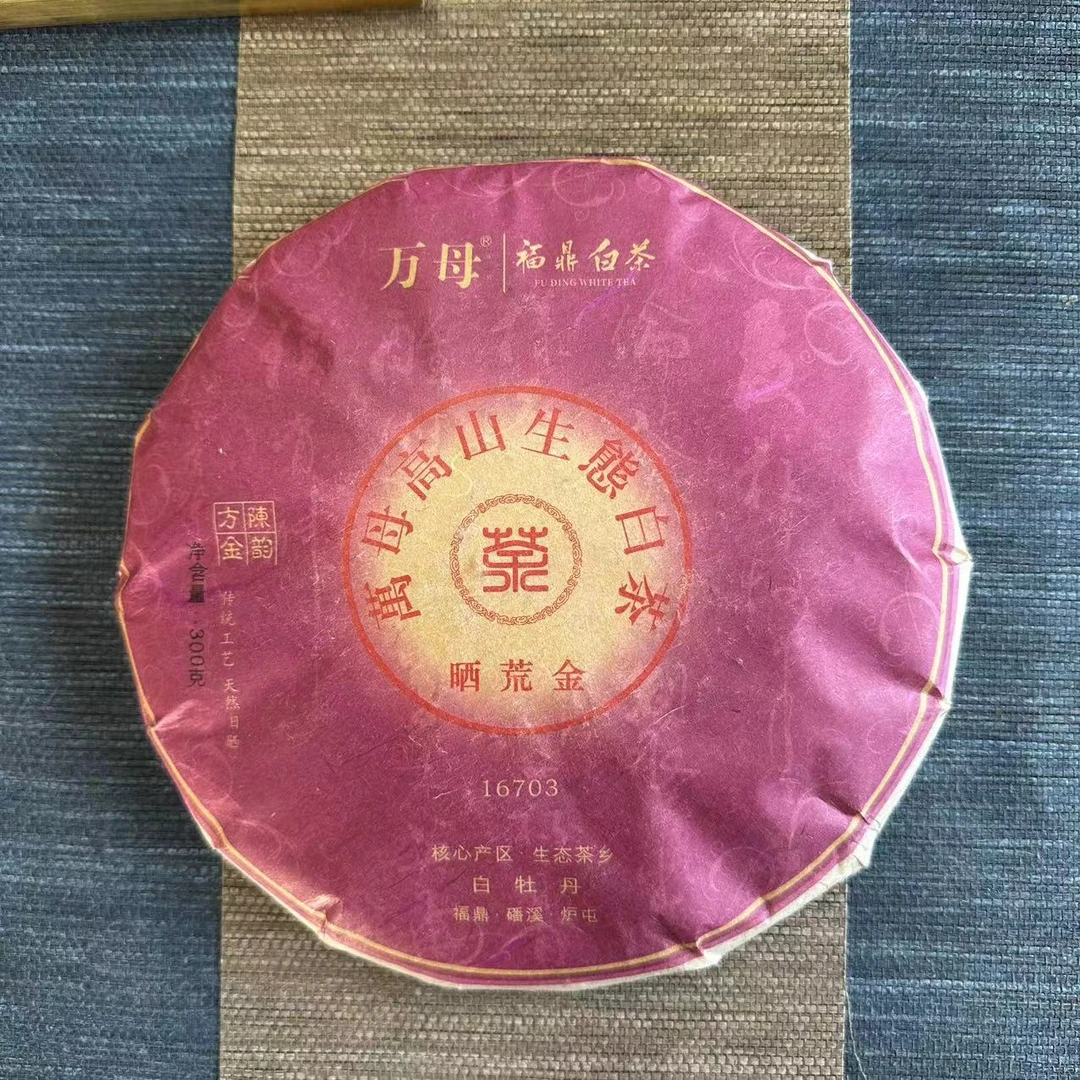 万母® 福鼎白茶
FU DING WHITE TEA
萬母高山生態白茶
茶
晒荒金
陳韵
方金
净含量:300克
传统工艺 天然日晒
16703
核心产区·生态茶乡
白牡丹
福鼎·磻溪·炉屯